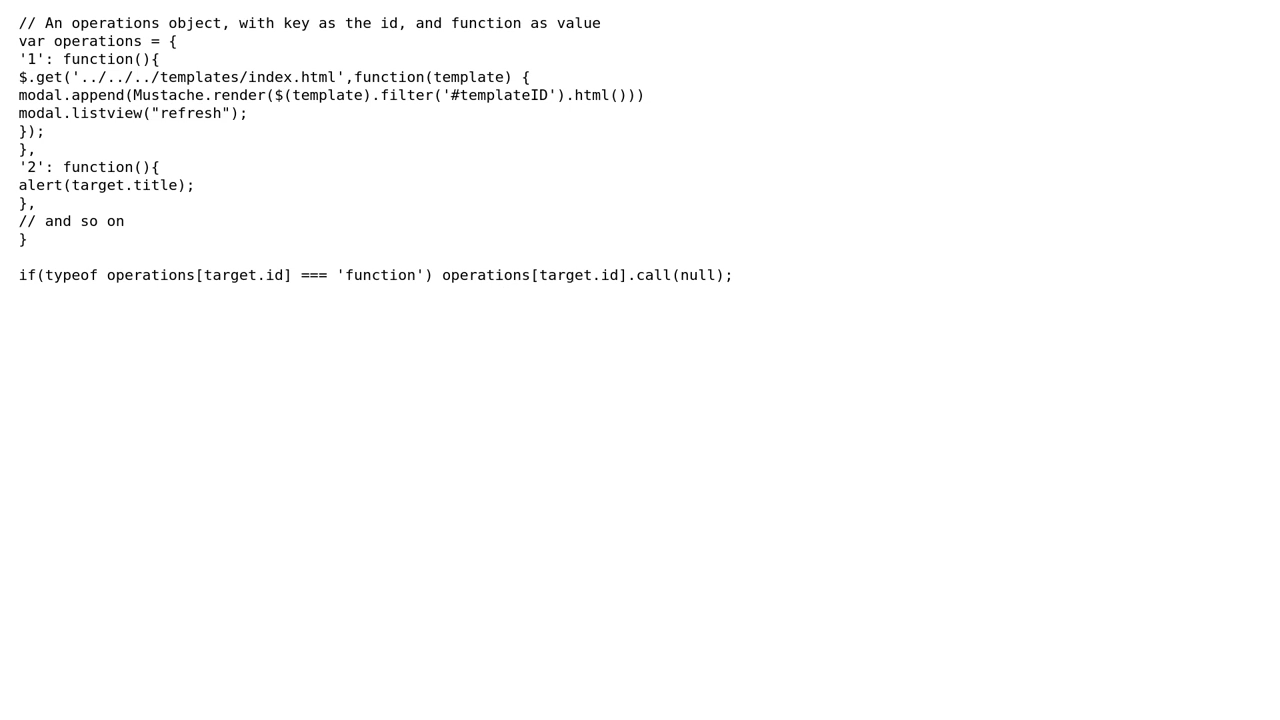 // An operations object, with key as the id, and function as value
var operations = {
'1': function(){
$.get('../../../templates/index.html',function(template) {
modal.append(Mustache.render($(template).filter('#templateID').html()))
modal.listview("refresh");
});
},
'2': function(){
alert(target.title);
},
// and so on
}

if(typeof operations[target.id] === 'function') operations[target.id].call(null);